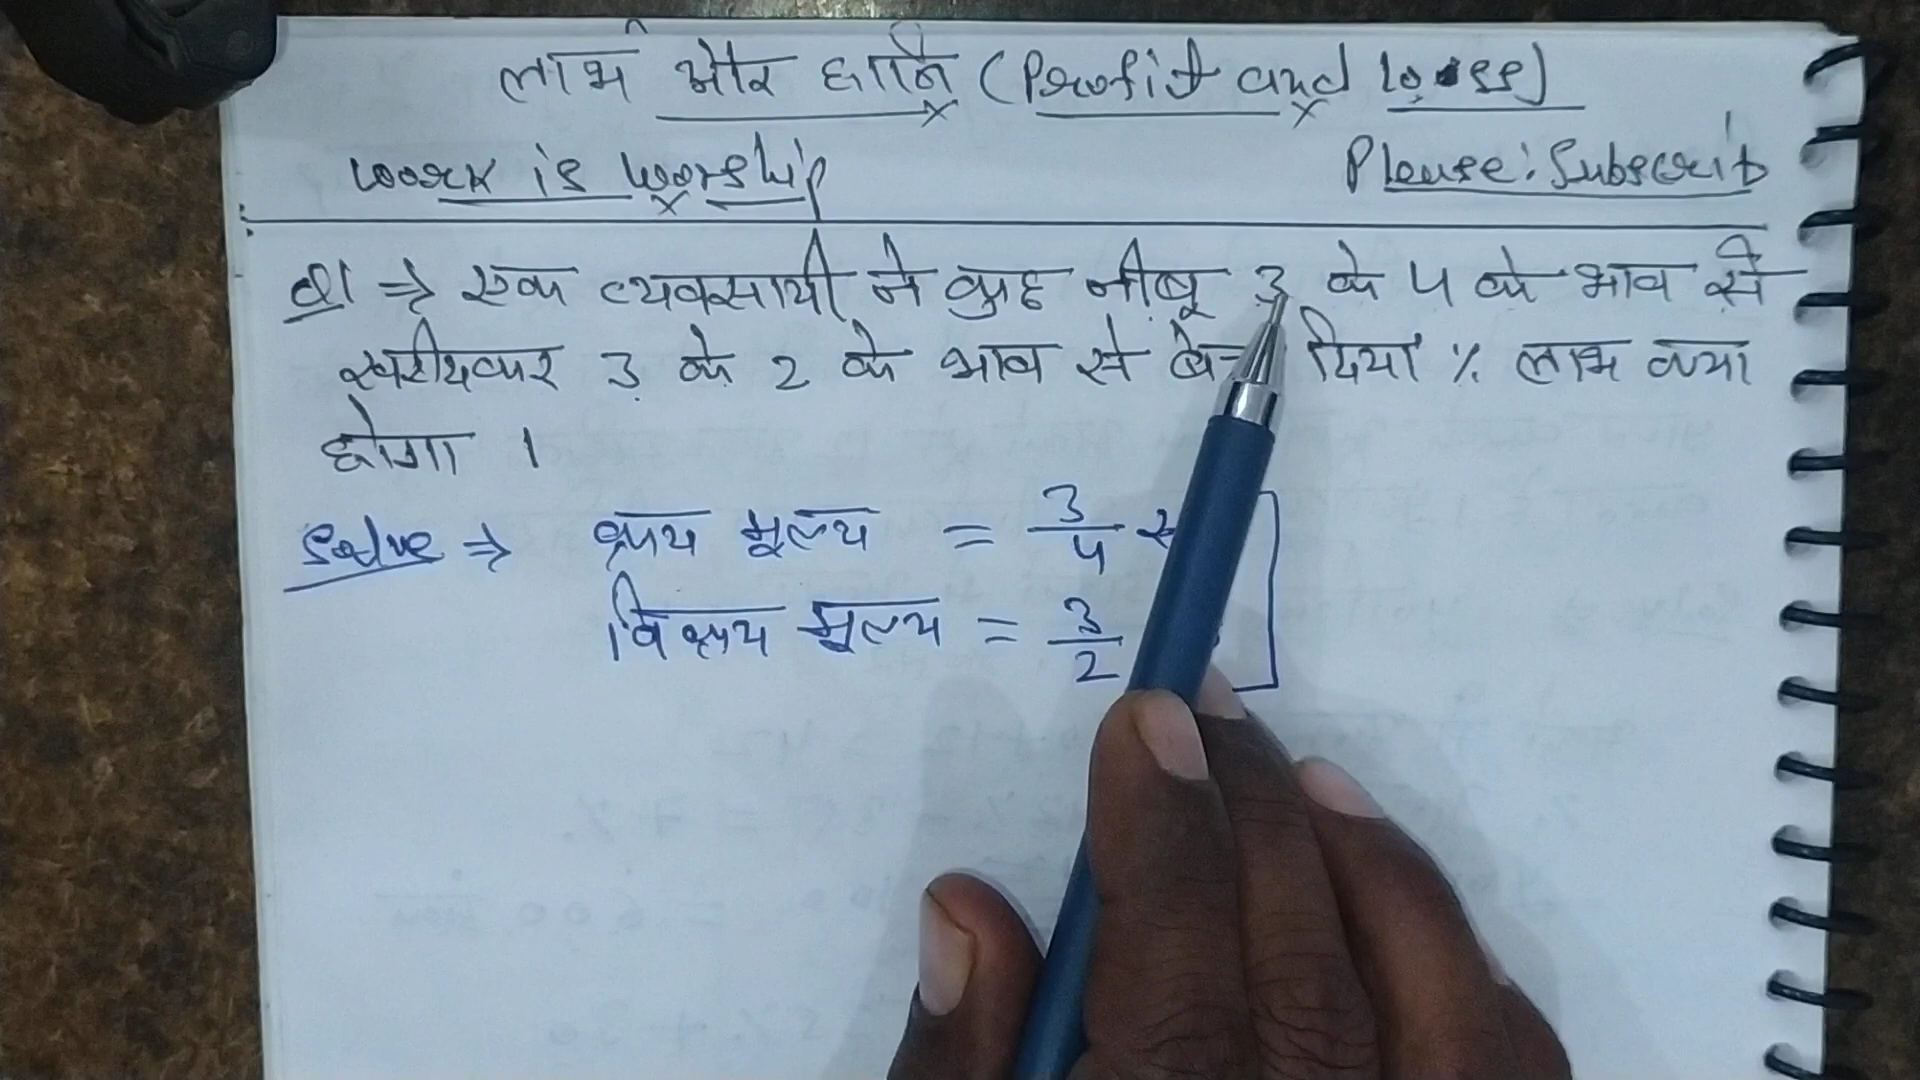 लाभ और हानि (Profit and loss)
work is worship
Please: Subscrib
Q1 ⇒ एक व्यवसायी ने कुछ नीबू 3 के 4 के भाव से
खरीदकर 3 के 2 के भाव से दिया % लाभ क्या
होगा ।
Solve ⇒ क्रय मूल्य = 3/4
विक्रय मूल्य = 3/2